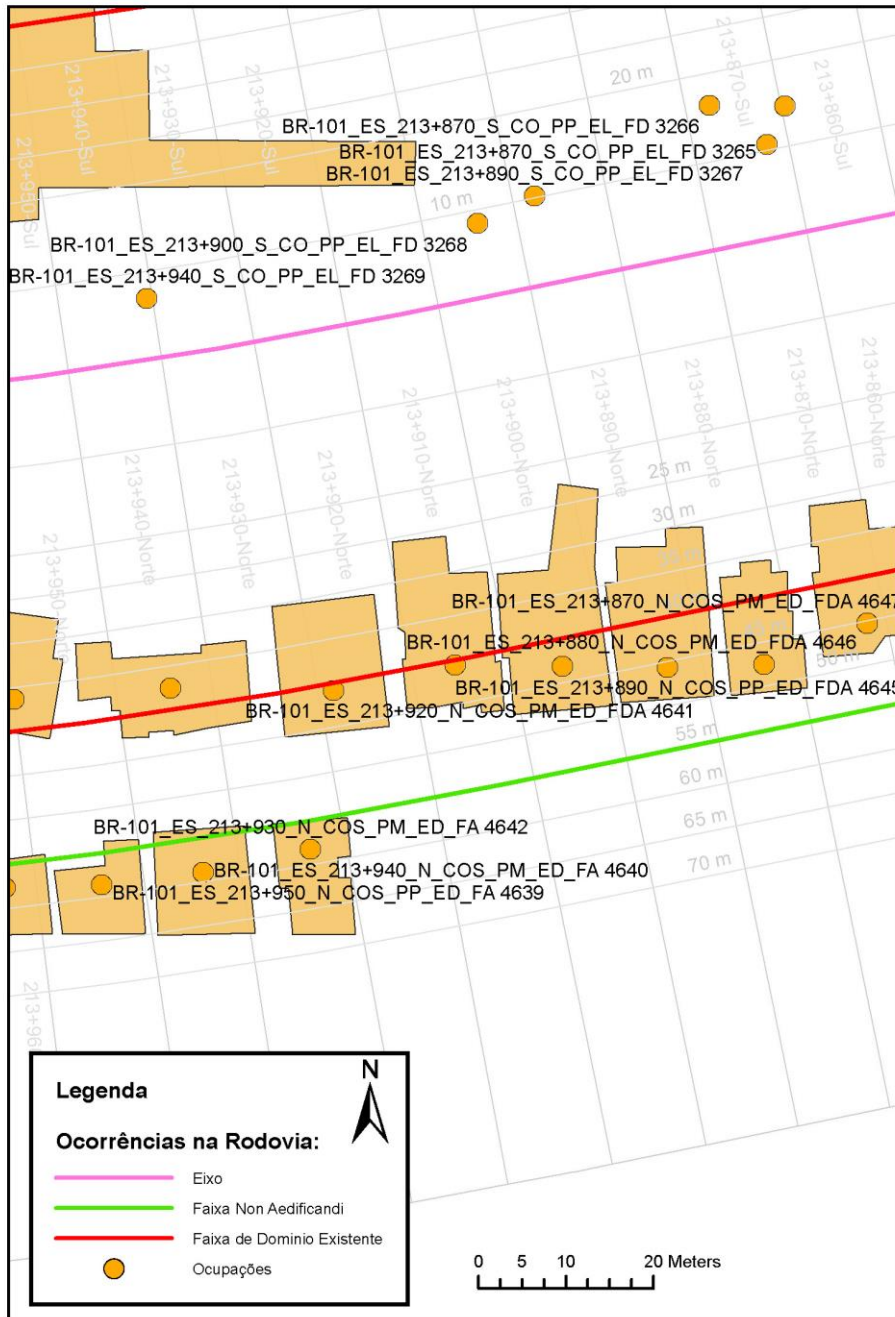 20 m
213+870-Sul
213+860-Sul
213+940-Sul
213+930-Sul
213+920-Sul
BR-101_ES_213+870_S_CO_PP_EL_FD 3266
BR-101_ES_213+870_S_CO_PP_EL_FD 3265
BR-101_ES_213+890_S_CO_PP_EL_FD 3267
10 m
BR-101_ES_213+900_S_CO_PP_EL_FD 3268
BR-101_ES_213+940_S_CO_PP_EL_FD 3269
213+950-Norte
213+940-Norte
213+930-Norte
213+920-Norte
213+910-Norte
213+900-Norte
213+890-Norte
213+880-Norte
213+870-Norte
213+860-Norte
25 m
30 m
BR-101_ES_213+870_N_COS_PM_ED_FDA 4647
BR-101_ES_213+880_N_COS_PM_ED_FDA 4646
50 m
BR-101_ES_213+890_N_COS_PP_ED_FDA 4645
BR-101_ES_213+920_N_COS_PM_ED_FDA 4641
55 m
60 m
65 m
70 m
BR-101_ES_213+930_N_COS_PM_ED_FA 4642
BR-101_ES_213+940_N_COS_PM_ED_FA 4640
BR-101_ES_213+950_N_COS_PP_ED_FA 4639
N
Legenda
Ocorrências na Rodovia:
Eixo
Faixa Non Aedificandi
Faixa de Dominio Existente
Ocupações
0 5 10 20 Meters